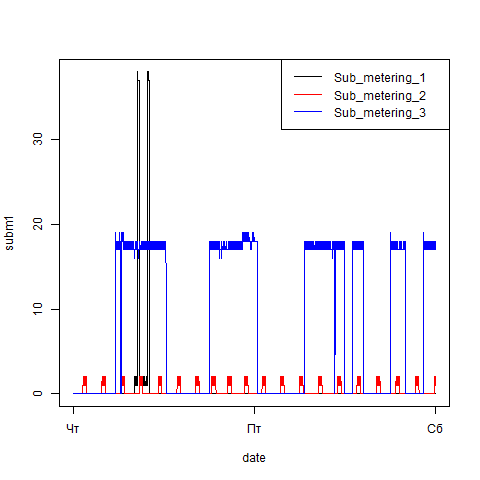 Sub_metering_1
Sub_metering_2
Sub_metering_3
30
20
10
0
subm1
Чт
Пт
Сб
date